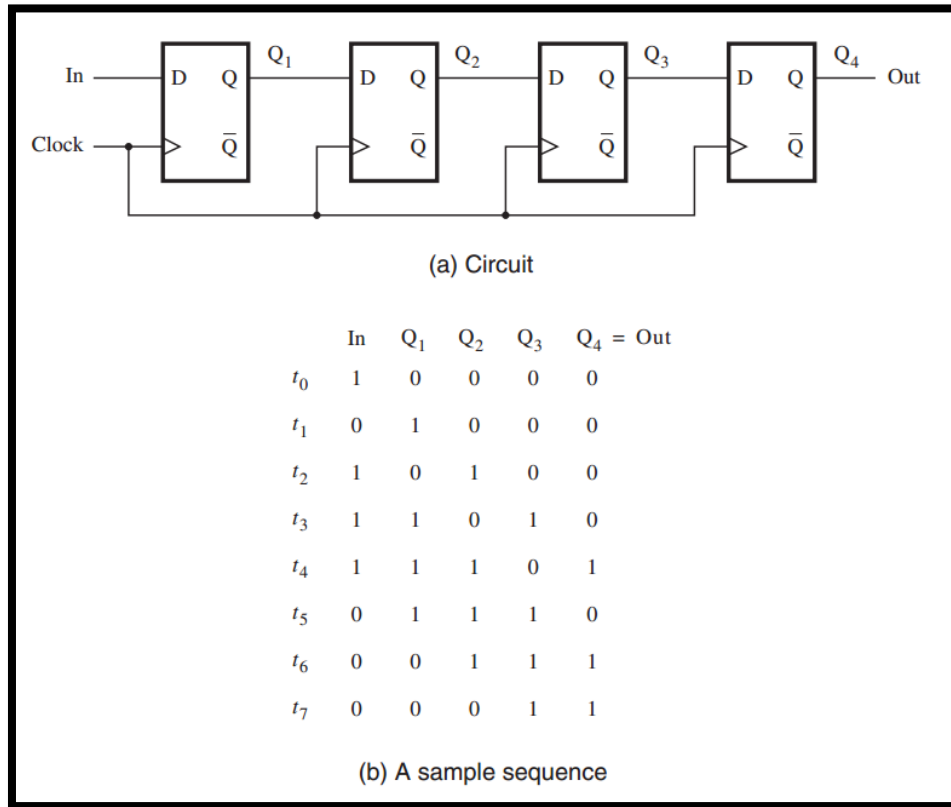 Q₁ Q₂ Q₃ Q₄
In D Q D Q D Q D Q Out
Clock Q̅ Q̅ Q̅ Q̅
(a) Circuit
In Q₁ Q₂ Q₃ Q₄ = Out
t₀ 1 0 0 0 0
t₁ 0 1 0 0 0
t₂ 1 0 1 0 0
t₃ 1 1 0 1 0
t₄ 1 1 1 0 1
t₅ 0 1 1 1 0
t₆ 0 0 1 1 1
t₇ 0 0 0 1 1
(b) A sample sequence